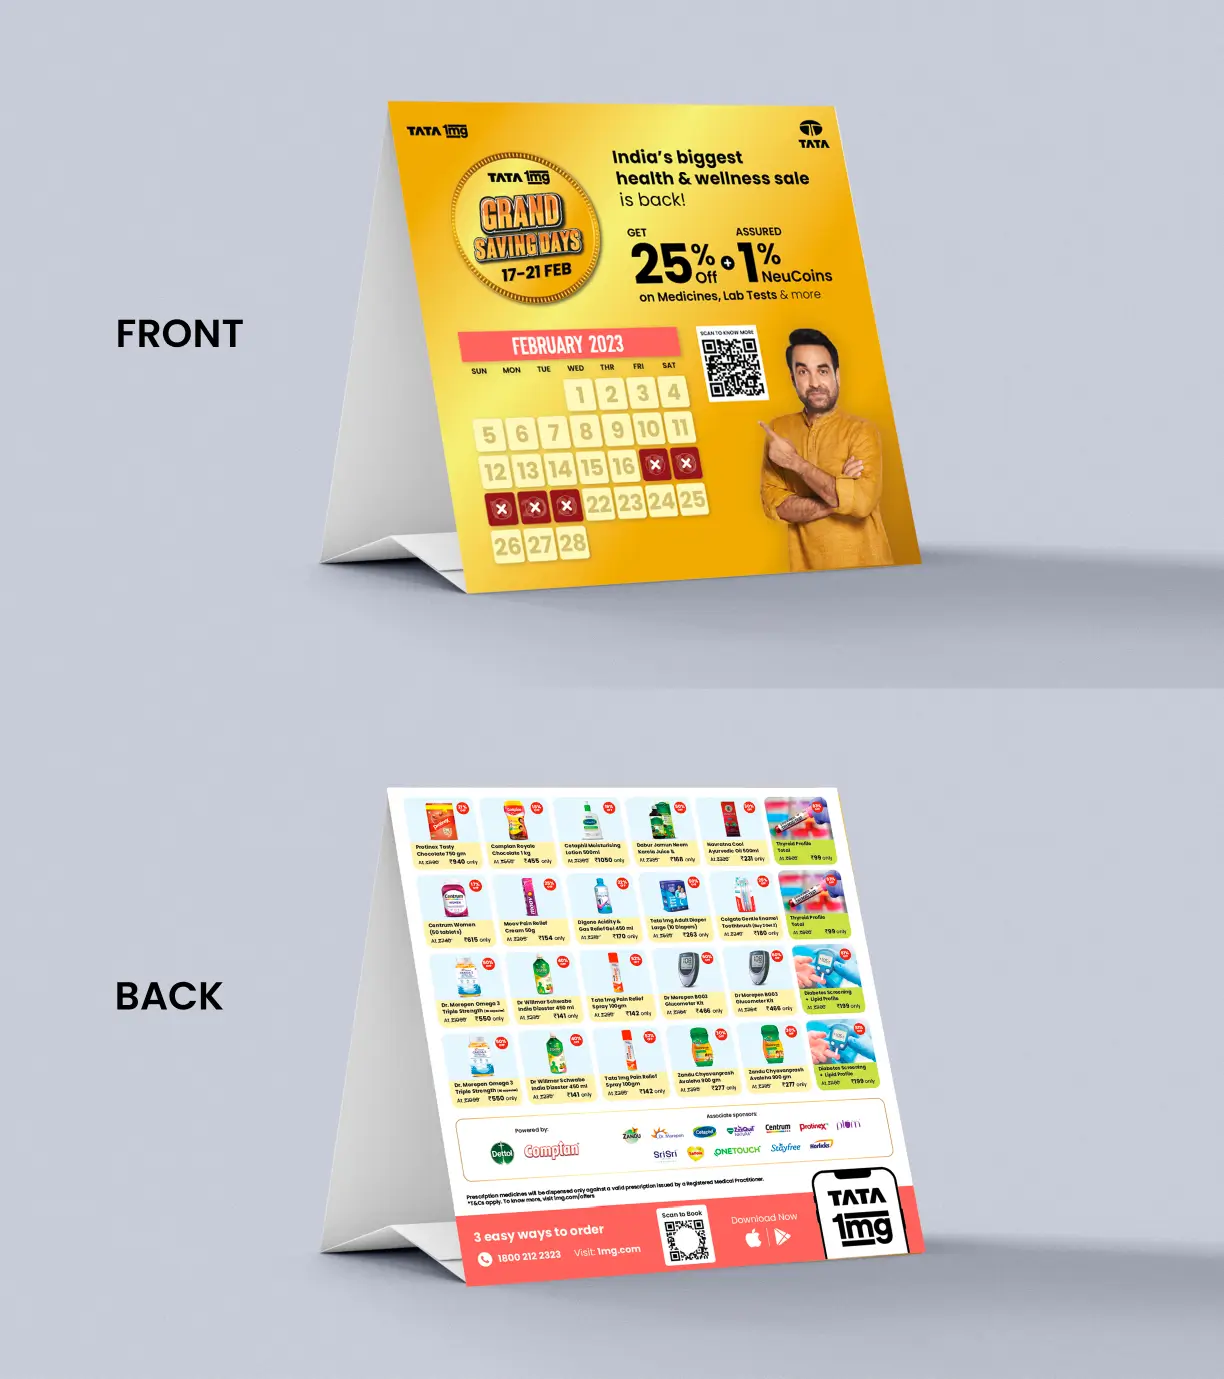 FRONT
TATA 1mg
TATA
TATA 1mg
GRAND
SAVING DAYS
17-21 FEB
India's biggest
health & wellness sale
is back!
GET
25% Off
+
ASSURED
1% NeuCoins
on Medicines, Lab Tests & more
FEBRUARY 2023
SUN MON TUE WED THR FRI SAT
1 2 3 4
5 6 7 8 9 10 11
12 13 14 15 16
22 23 24 25
26 27 28
SCAN TO KNOW MORE
BACK
Protinex Tasty
Chocolate 750 gm
₹940 only
Complan Royale
Chocolate 1 kg
₹455 only
Cetaphil Moisturising
Lotion 500ml
₹1050 only
Dabur Jamun Neem
Karela Juice 1L
₹168 only
Navratna Cool
Ayurvedic Oil 500ml
₹231 only
Thyroid Profile
Total
₹99 only
Centrum Women
(50 tablets)
₹615 only
Moov Pain Relief
Cream 50g
₹154 only
Digene Acidity &
Gas Relief Gel 450 ml
₹170 only
Tata 1mg Adult Diaper
Large (10 Diapers)
₹263 only
Colgate Gentle Enamel
Toothbrush
₹180 only
Thyroid Profile
Total
₹99 only
Dr. Morepen Omega 3
Triple Strength
₹550 only
Dr Willmar Schwabe
India Dizester 450 ml
₹141 only
Tata 1mg Pain Relief
Spray 100gm
₹142 only
Dr Morepen BG03
Glucometer Kit
₹466 only
Dr Morepen BG03
Glucometer Kit
₹466 only
Diabetes Screening
+ Lipid Profile
₹199 only
Dr. Morepen Omega 3
Triple Strength
₹550 only
Dr Willmar Schwabe
India Dizester 450 ml
₹141 only
Tata 1mg Pain Relief
Spray 100gm
₹142 only
Zandu Chyavanprash
Avaleha 900 gm
₹277 only
Zandu Chyavanprash
Avaleha 900 gm
₹277 only
Diabetes Screening
+ Lipid Profile
₹199 only
Powered by:
Dettol
Complan
Associate sponsors:
ZANDU
Dr. Morepen
Cetaphil
Centrum
Protinex
plum
Sri Sri
ONETOUCH
Stayfree
Horlicks
Prescription medicines will be dispensed only against a valid prescription issued by a Registered Medical Practitioner.
*T&Cs apply. To know more, visit 1mg.com/offers
3 easy ways to order
1800 212 2323
Visit: 1mg.com
Scan to Book
Download Now
TATA
1mg